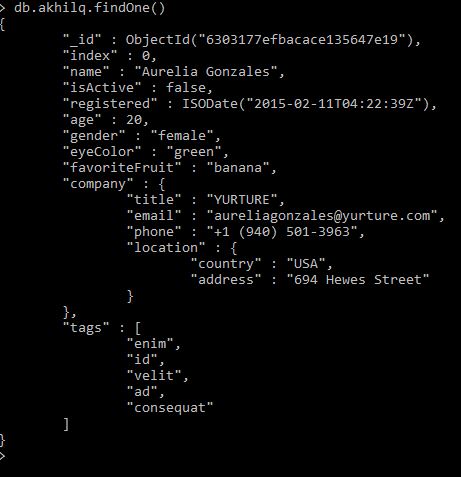 > db.akhilq.findOne()
{
"_id" : ObjectId("6303177efbacace135647e19"),
"index" : 0,
"name" : "Aurelia Gonzales",
"isActive" : false,
"registered" : ISODate("2015-02-11T04:22:39Z"),
"age" : 20,
"gender" : "female",
"eyeColor" : "green",
"favoriteFruit" : "banana",
"company" : {
"title" : "YURTURE",
"email" : "aureliagonzales@yurture.com",
"phone" : "+1 (940) 501-3963",
"location" : {
"country" : "USA",
"address" : "694 Hewes Street"
}
},
"tags" : [
"enim",
"id",
"velit",
"ad",
"consequat"
]
}
>